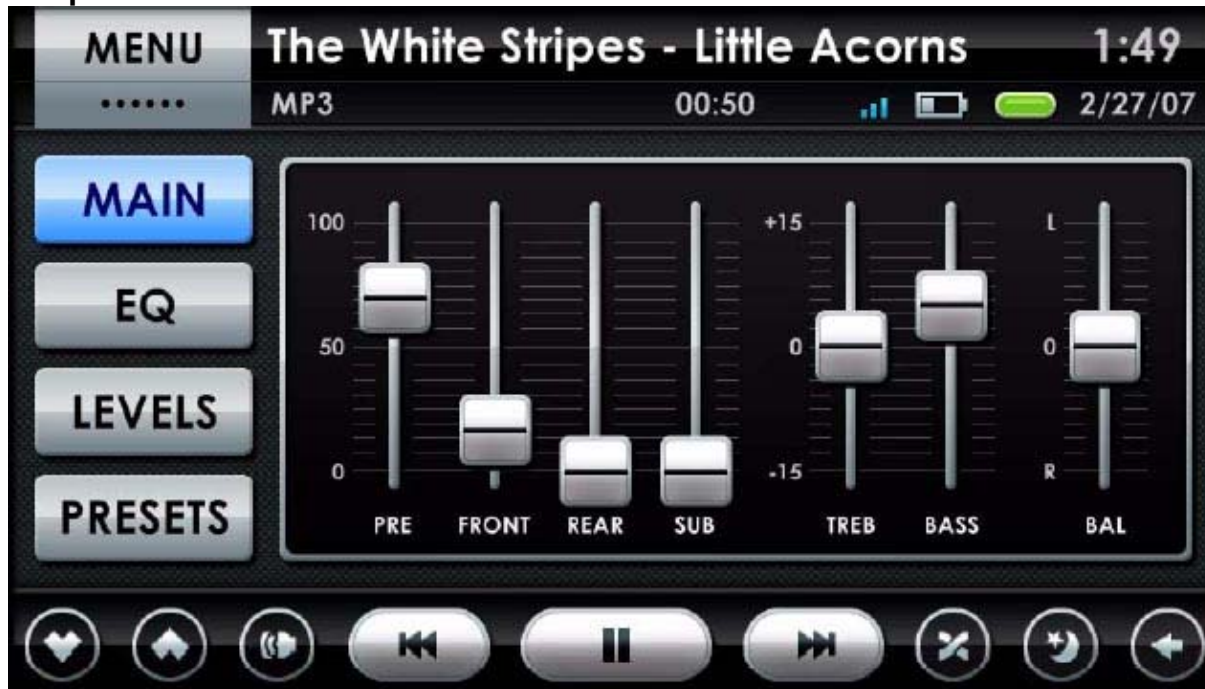 MENU
The White Stripes - Little Acorns 1:49
MP3 00:50 2/27/07
MAIN
EQ
LEVELS
PRESETS
100 +15 L
50 0 0
0 -15 R
PRE FRONT REAR SUB TREB BASS BAL